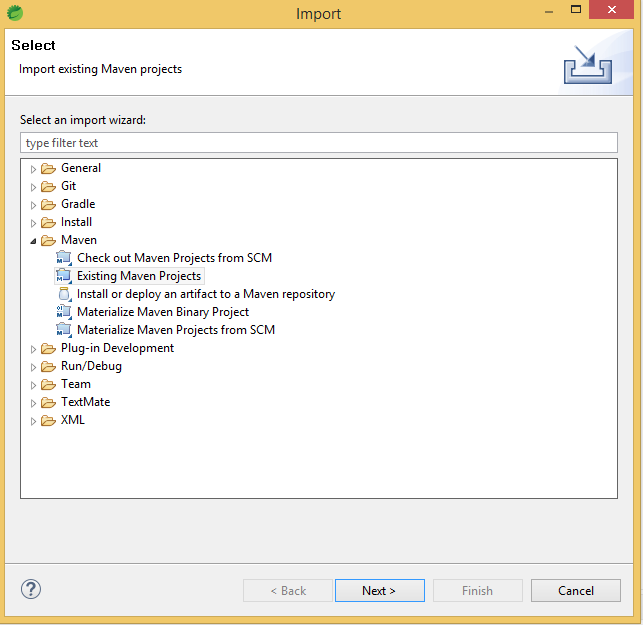 Import
Select
Import existing Maven projects
Select an import wizard:
type filter text
General
Git
Gradle
Install
Maven
Check out Maven Projects from SCM
Existing Maven Projects
Install or deploy an artifact to a Maven repository
Materialize Maven Binary Project
Materialize Maven Projects from SCM
Plug-in Development
Run/Debug
Team
TextMate
XML
? < Back Next > Finish Cancel